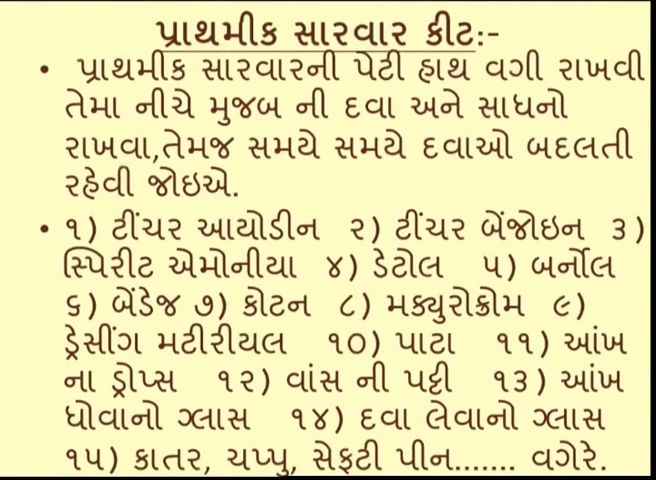 પ્રાથમીક સારવાર કીટ:-
• પ્રાથમીક સારવારની પેટી હાથ વગી રાખવી
તેમા નીચે મુજબ ની દવા અને સાધનો
રાખવા,તેમજ સમયે સમયે દવાઓ બદલતી
રહેવી જોઇએ.
• ૧) ટીંચર આયોડીન ૨) ટીંચર બેંજોઇન ૩)
સ્પિરીટ એમોનીયા ૪) ડેટોલ ૫) બર્નોલ
૬) બેંડેજ ૭) કોટન ૮) મર્ક્યુરોક્રોમ ૯)
ડ્રેસીંગ મટીરીયલ ૧૦) પાટા ૧૧) આંખ
ના ડ્રોપ્સ ૧૨) વાંસ ની પટ્ટી ૧૩) આંખ
ધોવાનો ગ્લાસ ૧૪) દવા લેવાનો ગ્લાસ
૧૫) કાતર, ચપ્પુ, સેફટી પીન....... વગેરે.